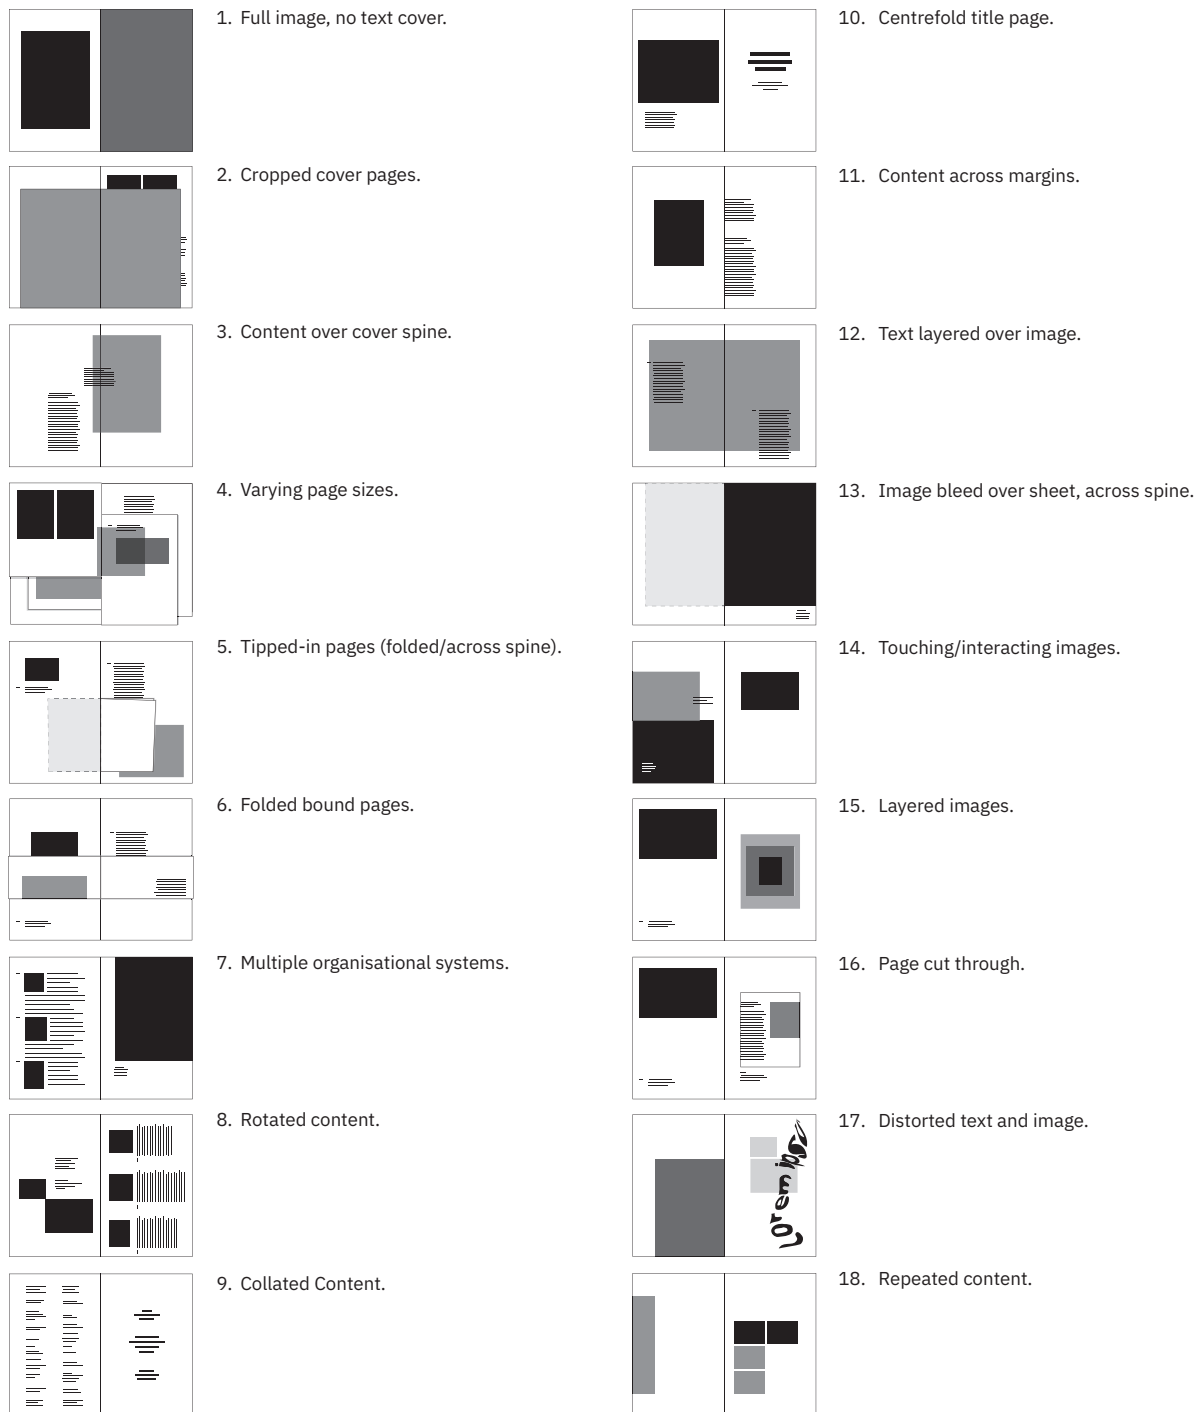 1. Full image, no text cover.
2. Cropped cover pages.
3. Content over cover spine.
4. Varying page sizes.
5. Tipped-in pages (folded/across spine).
6. Folded bound pages.
7. Multiple organisational systems.
8. Rotated content.
9. Collated Content.
10. Centrefold title page.
11. Content across margins.
12. Text layered over image.
13. Image bleed over sheet, across spine.
14. Touching/interacting images.
15. Layered images.
16. Page cut through.
17. Distorted text and image.
Lorem ips
18. Repeated content.